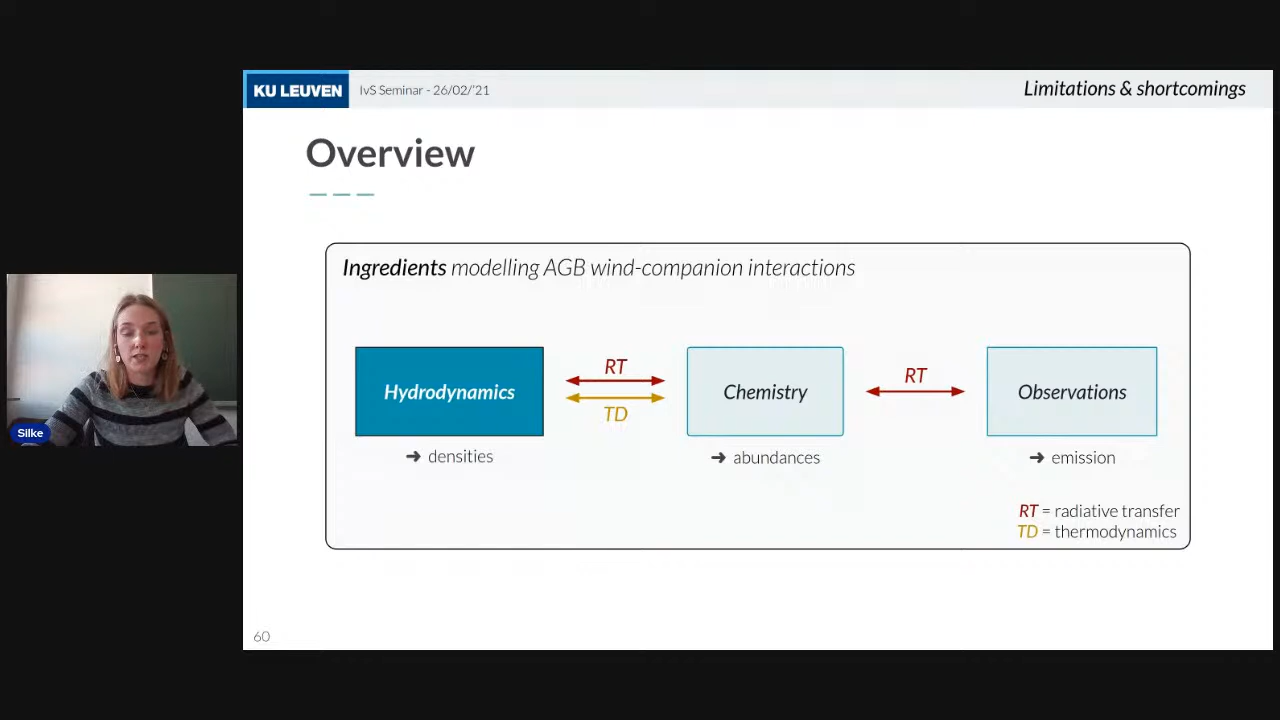 KU LEUVEN IvS Seminar - 26/02/'21 Limitations & shortcomings
Overview
Ingredients modelling AGB wind-companion interactions
Hydrodynamics
RT
TD
Chemistry
RT
Observations
➜ densities
➜ abundances
➜ emission
RT = radiative transfer
TD = thermodynamics
Silke
60